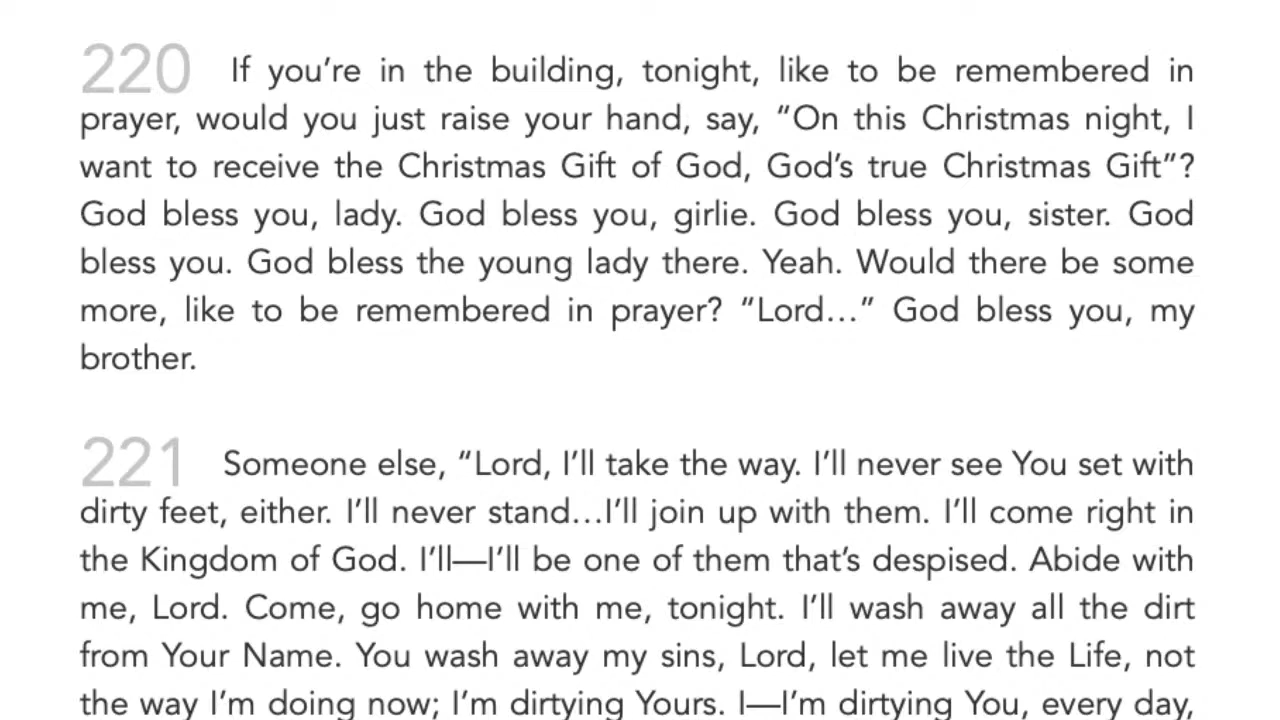 220 If you’re in the building, tonight, like to be remembered in
prayer, would you just raise your hand, say, “On this Christmas night, I
want to receive the Christmas Gift of God, God’s true Christmas Gift”?
God bless you, lady. God bless you, girlie. God bless you, sister. God
bless you. God bless the young lady there. Yeah. Would there be some
more, like to be remembered in prayer? “Lord…” God bless you, my
brother.
221 Someone else, “Lord, I’ll take the way. I’ll never see You set with
dirty feet, either. I’ll never stand…I’ll join up with them. I’ll come right in
the Kingdom of God. I’ll—I’ll be one of them that’s despised. Abide with
me, Lord. Come, go home with me, tonight. I’ll wash away all the dirt
from Your Name. You wash away my sins, Lord, let me live the Life, not
the way I’m doing now; I’m dirtying Yours. I—I’m dirtying You, every day,